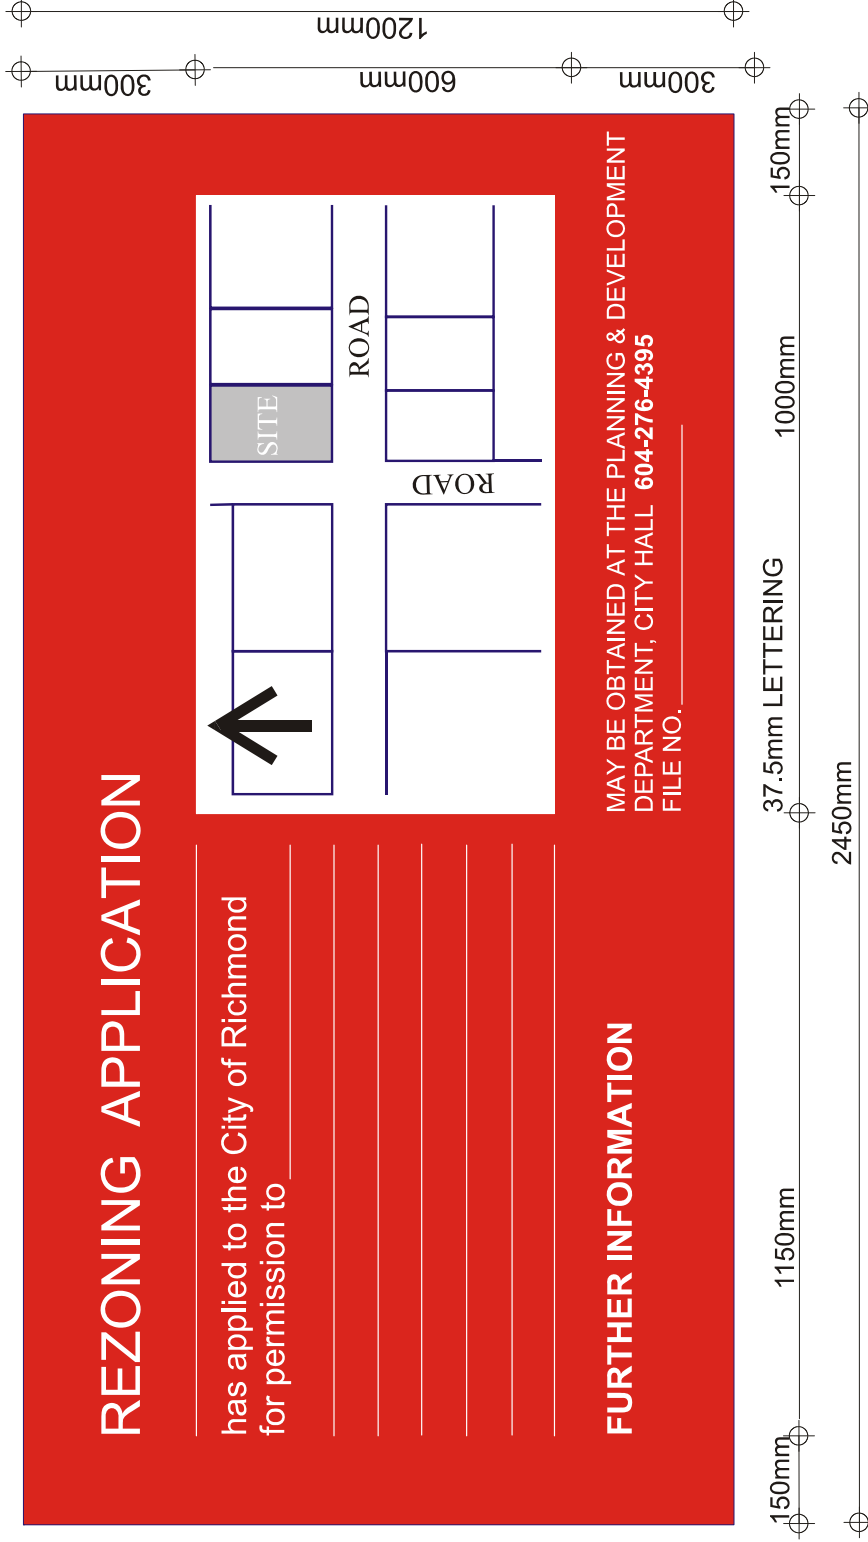 REZONING APPLICATION
has applied to the City of Richmond
for permission to
SITE
ROAD
ROAD
FURTHER INFORMATION
MAY BE OBTAINED AT THE PLANNING & DEVELOPMENT
DEPARTMENT, CITY HALL 604-276-4395
FILE NO.
300mm
600mm
300mm
1200mm
37.5mm LETTERING
150mm
1150mm
1000mm
150mm
2450mm